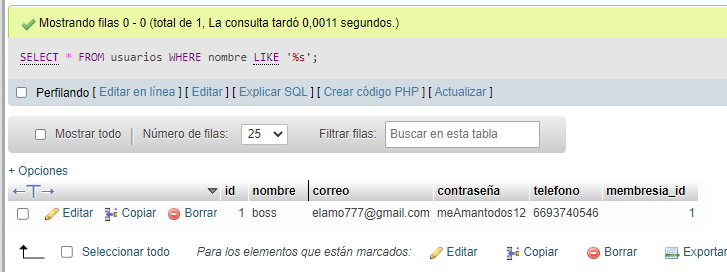 Mostrando filas 0 - 0 (total de 1, La consulta tardó 0,0011 segundos.)
SELECT * FROM usuarios WHERE nombre LIKE '%s';
Perfilando [ Editar en línea ] [ Editar ] [ Explicar SQL ] [ Crear código PHP ] [ Actualizar ]
Mostrar todo | Número de filas: 25 Filtrar filas: Buscar en esta tabla
+ Opciones
←T→ id nombre correo contraseña telefono membresia_id
Editar Copiar Borrar 1 boss elamo777@gmail.com meAmantodos12 6693740546 1
Seleccionar todo Para los elementos que están marcados: Editar Copiar Borrar Exportar